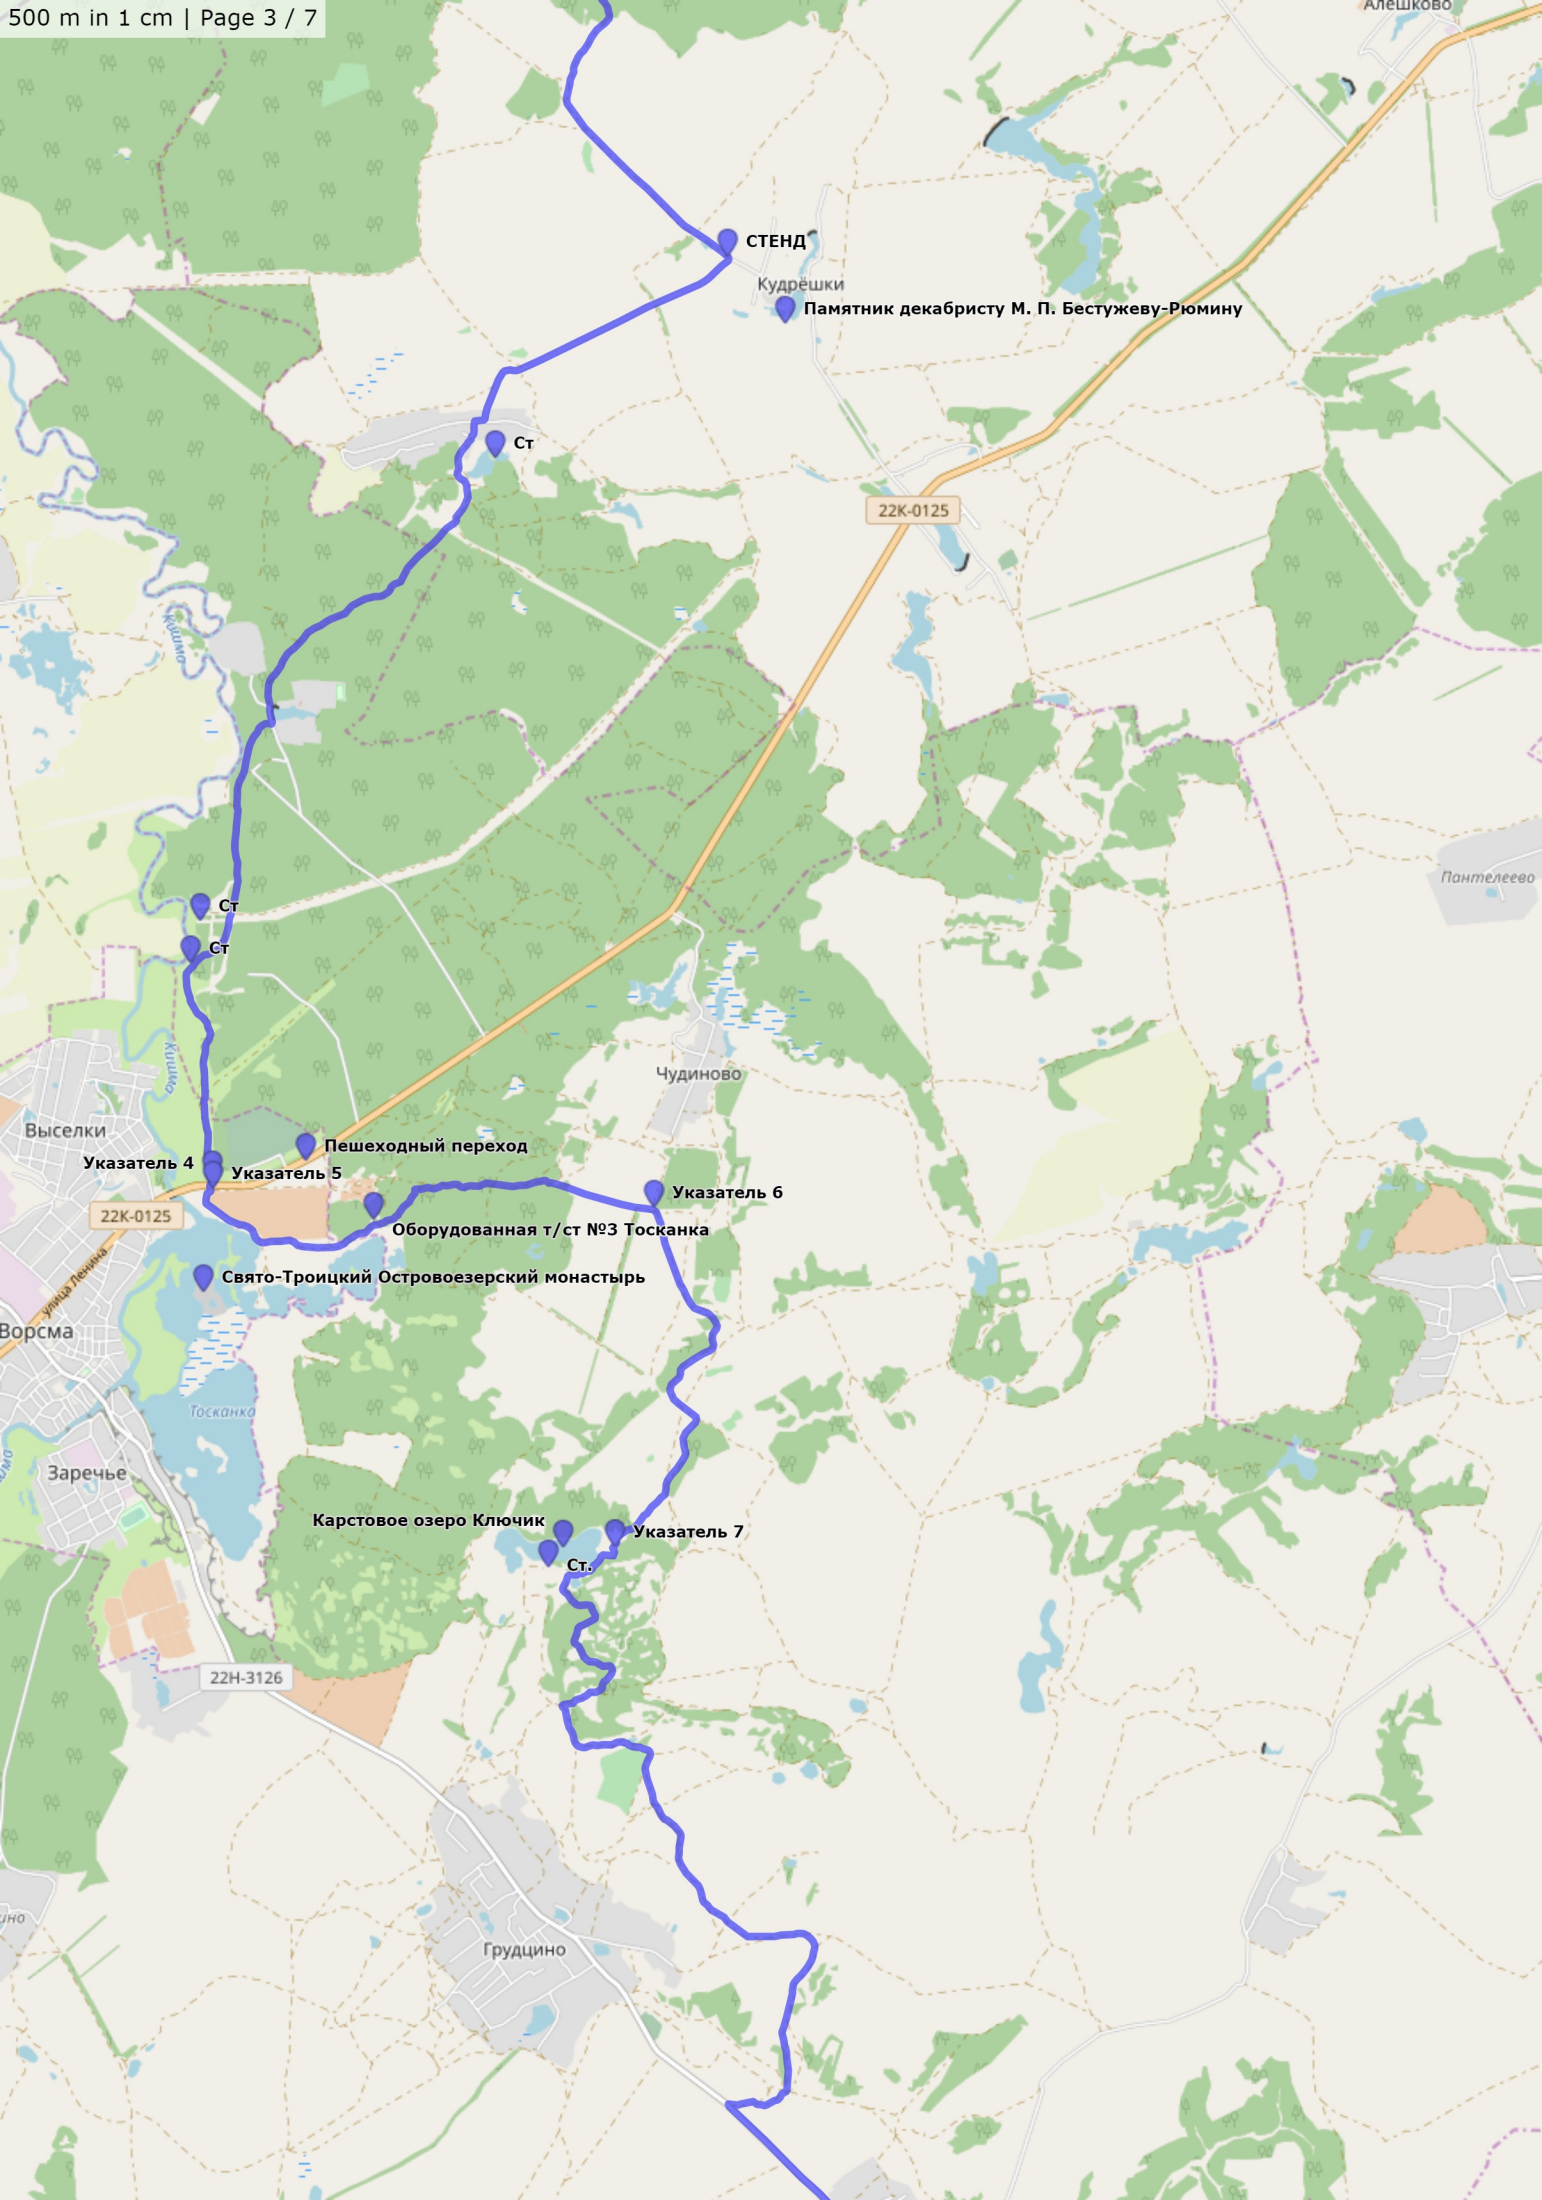 500 m in 1 cm | Page 3 / 7
Алёшково
СТЕНД
Кудрёшки
Памятник декабристу М. П. Бестужеву-Рюмину
Ст
22К-0125
Кишма
Пантелеево
Ст
Ст
Кишма
Чудиново
Выселки
Пешеходный переход
Указатель 4
Указатель 5
Указатель 6
22К-0125
Оборудованная т/ст №3 Тосканка
улица Ленина
Свято-Троицкий Островоезерский монастырь
Ворсма
Тосканка
Заречье
Карстовое озеро Ключик
Указатель 7
Ст.
22Н-3126
Грудцино